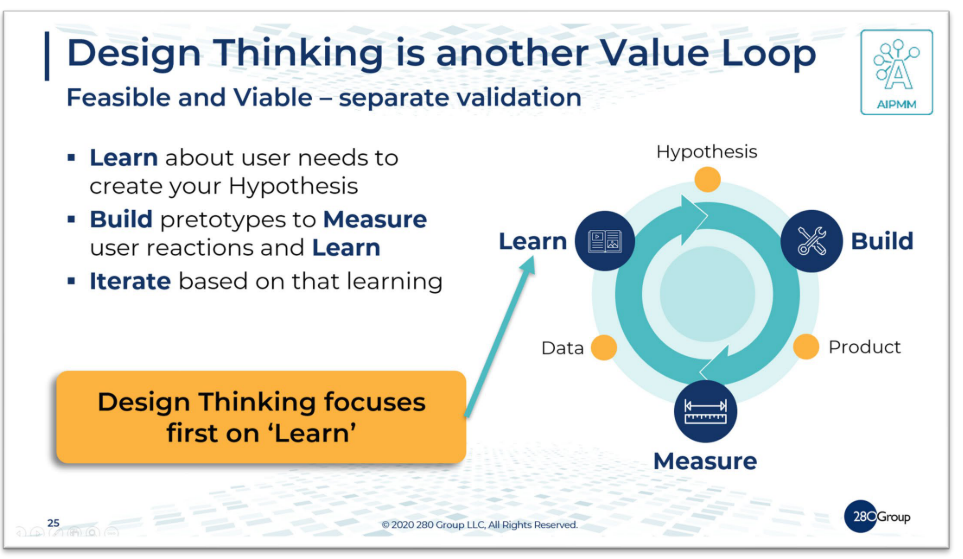 Design Thinking is another Value Loop
Feasible and Viable – separate validation
AIPMM
▪ Learn about user needs to
create your Hypothesis
▪ Build pretotypes to Measure
user reactions and Learn
▪ Iterate based on that learning
Hypothesis
Learn
Build
Data
Product
Measure
Design Thinking focuses
first on ‘Learn’
25
© 2020 280 Group LLC, All Rights Reserved.
280 Group